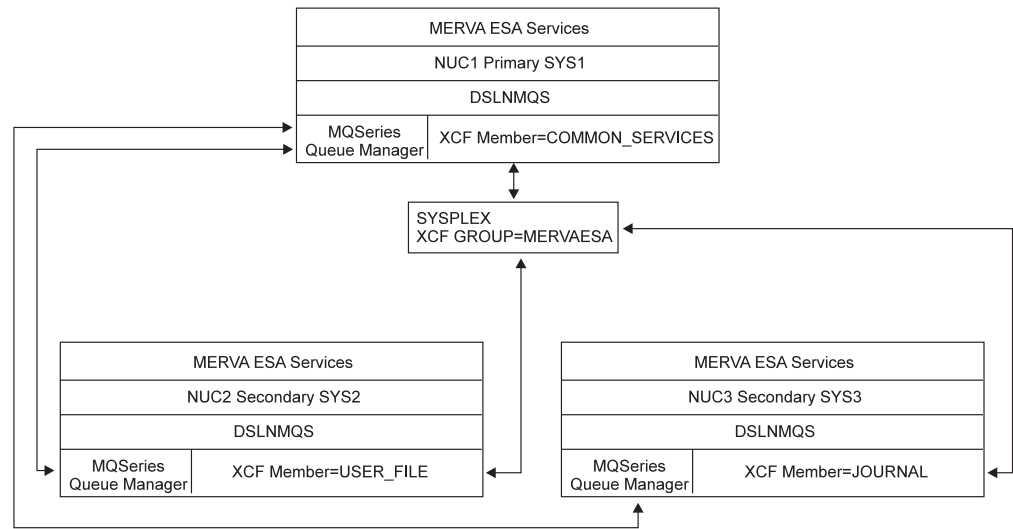 MERVA ESA Services
NUC1 Primary SYS1
DSLNMQS
MQSeries
Queue Manager
XCF Member=COMMON_SERVICES
SYSPLEX
XCF GROUP=MERVAESA
MERVA ESA Services
NUC2 Secondary SYS2
DSLNMQS
MQSeries
Queue Manager
XCF Member=USER_FILE
MERVA ESA Services
NUC3 Secondary SYS3
DSLNMQS
MQSeries
Queue Manager
XCF Member=JOURNAL